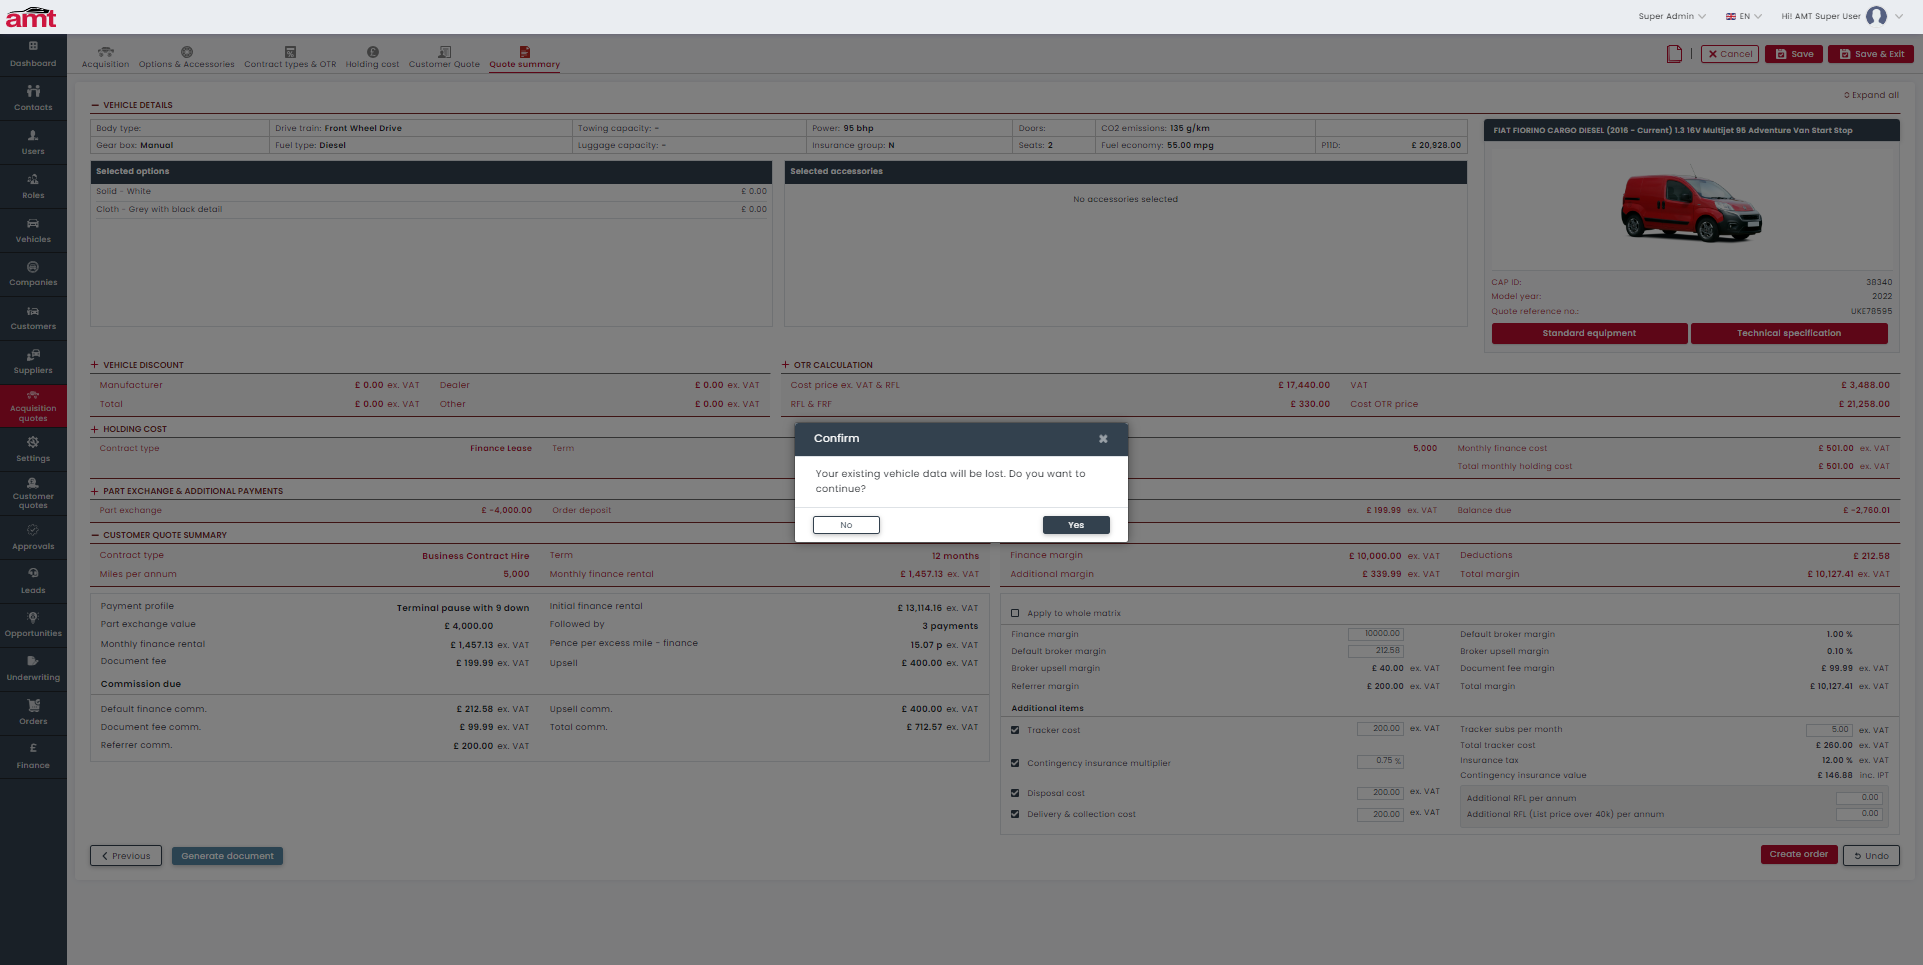 amt
Super Admin
EN
Hi! AMT Super User
Dashboard
Contacts
Users
Roles
Vehicles
Companies
Customers
Suppliers
Acquisition
quotes
Settings
Customer
quotes
Approvals
Leads
Opportunities
Underwriting
Orders
Finance
Acquisition
Options & Accessories
Contract types & OTR
Holding cost
Customer Quote
Quote summary
Cancel
Save
Save & Exit
Expand all
VEHICLE DETAILS
Body type:
Drive train: Front Wheel Drive
Towing capacity: -
Power: 95 bhp
Doors:
CO2 emissions: 135 g/km
Gear box: Manual
Fuel type: Diesel
Luggage capacity: -
Insurance group: N
Seats: 2
Fuel economy: 55.00 mpg
P11D: £ 20,928.00
Selected options
Solid - White £ 0.00
Cloth - Grey with black detail £ 0.00
Selected accessories
No accessories selected
FIAT FIORINO CARGO DIESEL (2016 - Current) 1.3 16V Multijet 95 Adventure Van Start Stop
CAP ID: 38340
Model year: 2022
Quote reference no.: UKE78595
Standard equipment
Technical specification
VEHICLE DISCOUNT
Manufacturer £ 0.00 ex. VAT Dealer £ 0.00 ex. VAT
Total £ 0.00 ex. VAT Other £ 0.00 ex. VAT
OTR CALCULATION
Cost price ex. VAT & RFL £ 17,440.00 VAT £ 3,488.00
RFL & FRF £ 330.00 Cost OTR price £ 21,258.00
HOLDING COST
Contract type Finance Lease Term 5,000 Monthly finance cost £ 501.00 ex. VAT
Total monthly holding cost £ 501.00 ex. VAT
Confirm
Your existing vehicle data will be lost. Do you want to
continue?
No
Yes
PART EXCHANGE & ADDITIONAL PAYMENTS
Part exchange £ -4,000.00 Order deposit £ 199.99 ex. VAT Balance due £ -2,760.01
CUSTOMER QUOTE SUMMARY
Contract type Business Contract Hire Term 12 months
Miles per annum 5,000 Monthly finance rental £ 1,457.13 ex. VAT
Finance margin £ 10,000.00 ex. VAT Deductions £ 212.58
Additional margin £ 339.99 ex. VAT Total margin £ 10,127.41 ex. VAT
Payment profile Terminal pause with 9 down Initial finance rental £ 13,114.16 ex. VAT
Part exchange value £ 4,000.00 Followed by 3 payments
Monthly finance rental £ 1,457.13 ex. VAT Pence per excess mile - finance 15.07 p ex. VAT
Document fee £ 199.99 ex. VAT Upsell £ 400.00 ex. VAT
Commission due
Default finance comm. £ 212.58 ex. VAT Upsell comm. £ 400.00 ex. VAT
Document fee comm. £ 99.99 ex. VAT Total comm. £ 712.57 ex. VAT
Referrer comm. £ 200.00 ex. VAT
Apply to whole matrix
Finance margin 10000.00 Default broker margin 1.00 %
Default broker margin 212.58 Broker upsell margin 0.10 %
Broker upsell margin £ 40.00 ex. VAT Document fee margin £ 99.99 ex. VAT
Referrer margin £ 200.00 ex. VAT Total margin £ 10,127.41 ex. VAT
Additional items
Tracker cost 200.00 ex. VAT Tracker subs per month 5.00 ex. VAT
Total tracker cost £ 260.00 ex. VAT
Contingency insurance multiplier 0.75 % Insurance tax 12.00 % ex. VAT
Contingency insurance value £ 146.88 inc. IPT
Disposal cost 200.00 ex. VAT Additional RFL per annum 0.00
Delivery & collection cost 200.00 ex. VAT Additional RFL (List price over 40k) per annum 0.00
Previous
Generate document
Create order
Undo